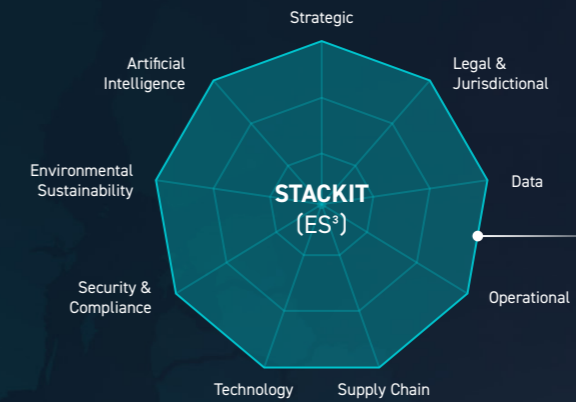 Strategic
Artificial
Intelligence
Legal &
Jurisdictional
Environmental
Sustainability
STACKIT
(ES³)
Data
Security &
Compliance
Operational
Technology
Supply Chain